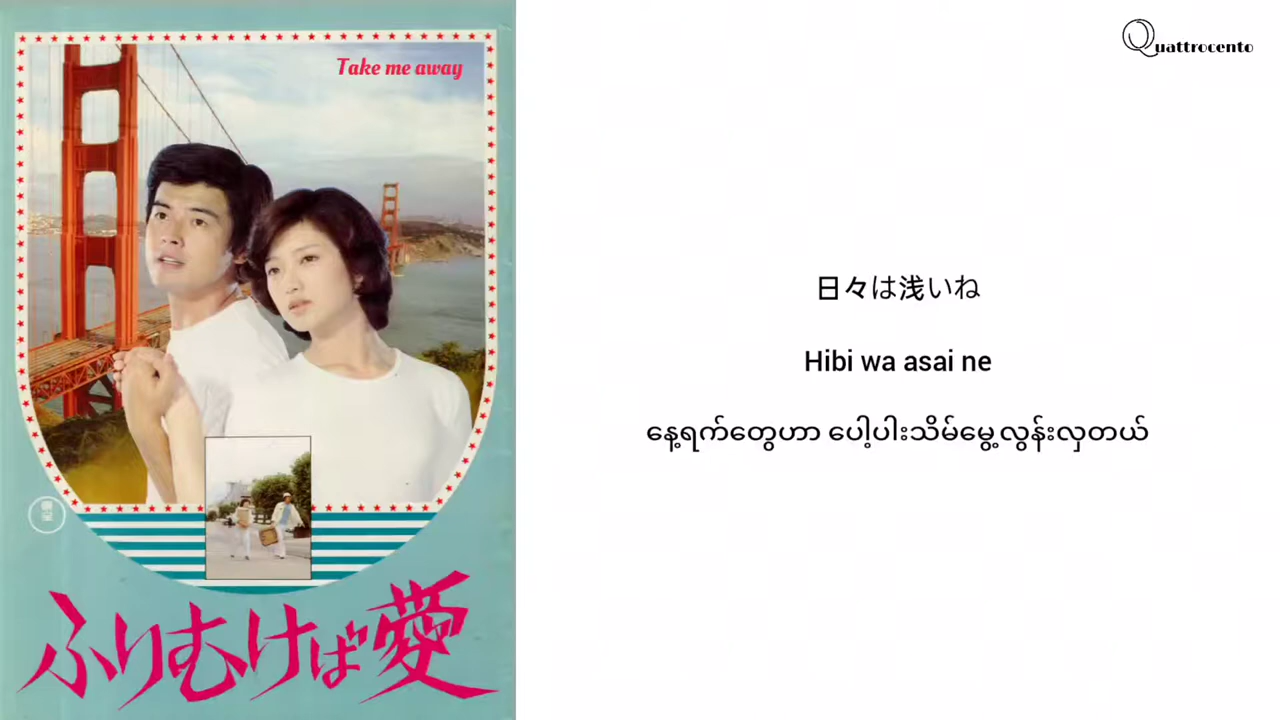 Take me away
ふりむけば愛
Quattrocento
日々は浅いね
Hibi wa asai ne
နေ့ရက်တွေဟာ ပေါ့ပါးသိမ်မွေ့လွန်းလှတယ်